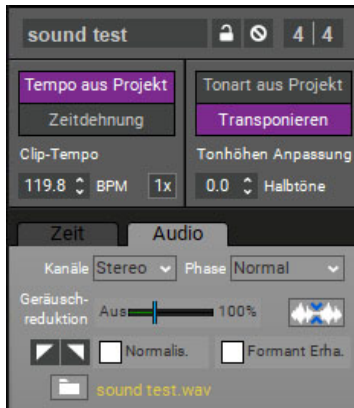 sound test 4 4
Tempo aus Projekt Tonart aus Projekt
Zeitdehnung Transponieren
Clip-Tempo Tonhöhen Anpassung
119.8 BPM 1x 0.0 Halbtöne
Zeit Audio
Kanäle Stereo Phase Normal
Geräusch-
reduktion Aus 100%
Normalis. Formant Erha.
sound test.wav